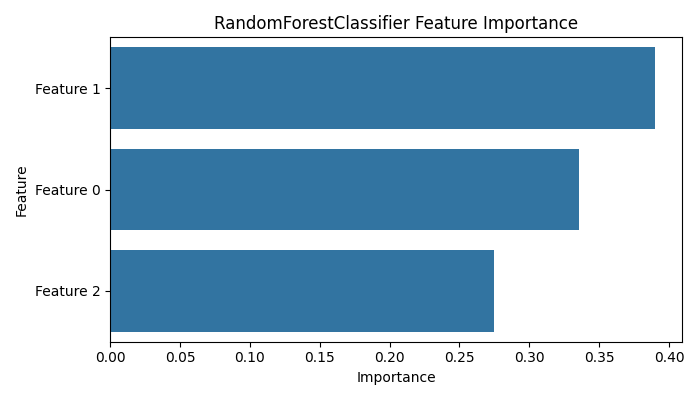 RandomForestClassifier Feature Importance
Feature 1
Feature 0
Feature 2
Feature
0.00 0.05 0.10 0.15 0.20 0.25 0.30 0.35 0.40
Importance